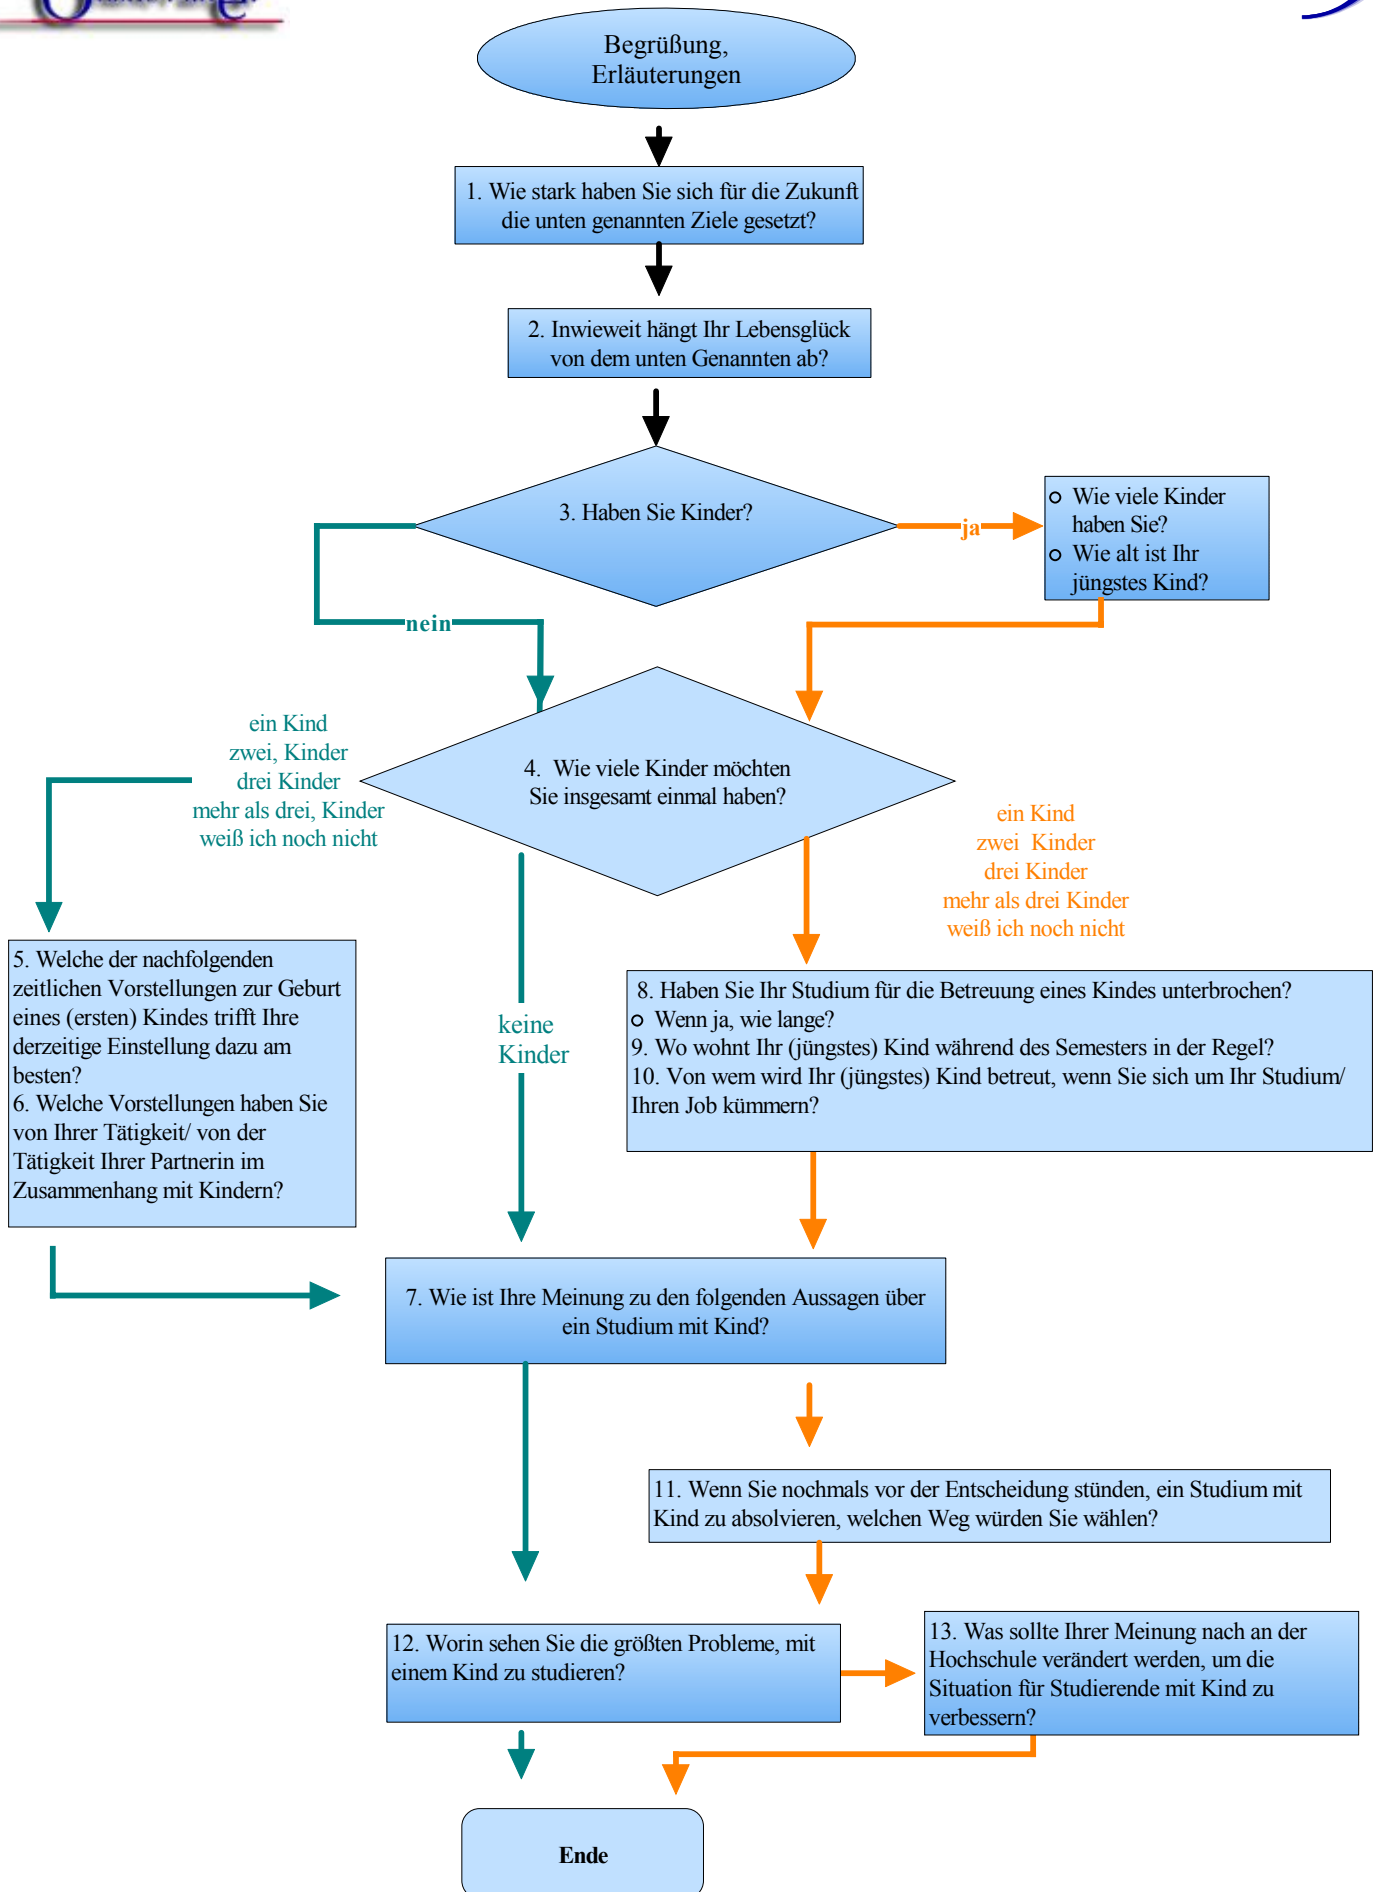 Begrüßung,
Erläuterungen
1. Wie stark haben Sie sich für die Zukunft
die unten genannten Ziele gesetzt?
2. Inwieweit hängt Ihr Lebensglück
von dem unten Genannten ab?
3. Haben Sie Kinder?
ja
Wie viele Kinder
haben Sie?
Wie alt ist Ihr
jüngstes Kind?
nein
ein Kind
zwei, Kinder
drei Kinder
mehr als drei, Kinder
weiß ich noch nicht
4. Wie viele Kinder möchten
Sie insgesamt einmal haben?
ein Kind
zwei Kinder
drei Kinder
mehr als drei Kinder
weiß ich noch nicht
5. Welche der nachfolgenden
zeitlichen Vorstellungen zur Geburt
eines (ersten) Kindes trifft Ihre
derzeitige Einstellung dazu am
besten?
6. Welche Vorstellungen haben Sie
von Ihrer Tätigkeit/ von der
Tätigkeit Ihrer Partnerin im
Zusammenhang mit Kindern?
keine
Kinder
8. Haben Sie Ihr Studium für die Betreuung eines Kindes unterbrochen?
Wenn ja, wie lange?
9. Wo wohnt Ihr (jüngstes) Kind während des Semesters in der Regel?
10. Von wem wird Ihr (jüngstes) Kind betreut, wenn Sie sich um Ihr Studium/
Ihren Job kümmern?
7. Wie ist Ihre Meinung zu den folgenden Aussagen über
ein Studium mit Kind?
11. Wenn Sie nochmals vor der Entscheidung stünden, ein Studium mit
Kind zu absolvieren, welchen Weg würden Sie wählen?
12. Worin sehen Sie die größten Probleme, mit
einem Kind zu studieren?
13. Was sollte Ihrer Meinung nach an der
Hochschule verändert werden, um die
Situation für Studierende mit Kind zu
verbessern?
Ende